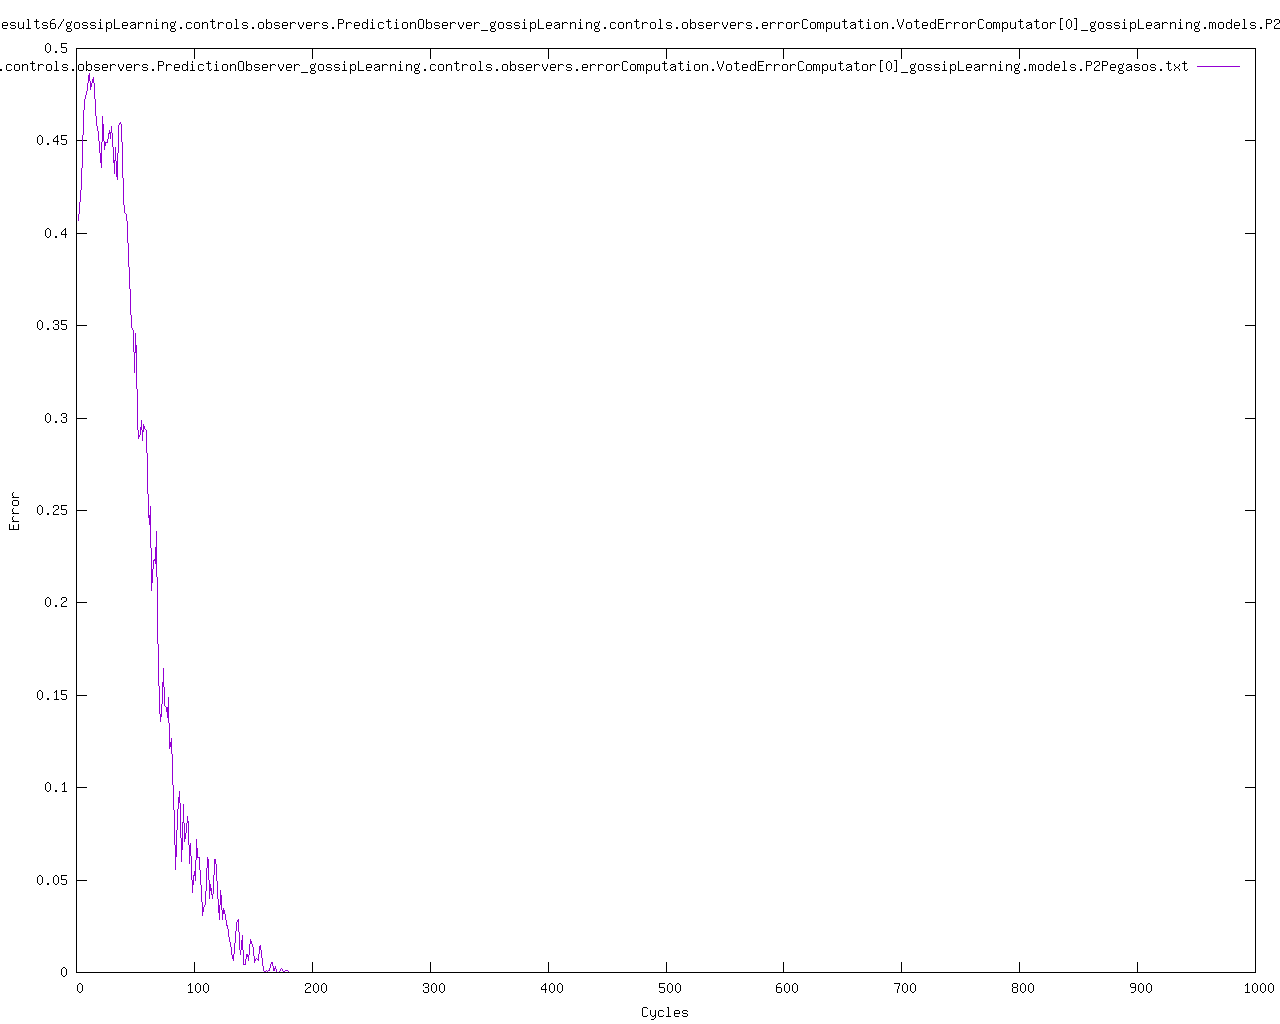 esults6/gossipLearning.controls.observers.PredictionObserver_gossipLearning.controls.observers.errorComputation.VotedErrorComputator[0]_gossipLearning.models.P2
.controls.observers.PredictionObserver_gossipLearning.controls.observers.errorComputation.VotedErrorComputator[0]_gossipLearning.models.P2Pegasos.txt
0.5
0.45
0.4
0.35
0.3
0.25
0.2
0.15
0.1
0.05
0
Error
0 100 200 300 400 500 600 700 800 900 1000
Cycles